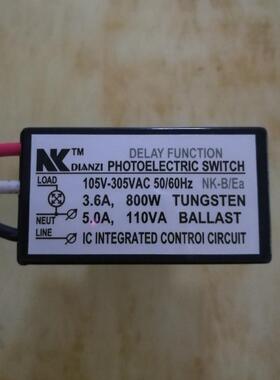 DELAY FUNCTION
NK™ DIANZI PHOTOELECTRIC SWITCH
LOAD 105V-305VAC 50/60Hz NK-B/Ea
3.6A, 800W TUNGSTEN
NEUT 5.0A, 110VA BALLAST
LINE IC INTEGRATED CONTROI CIRCUIT